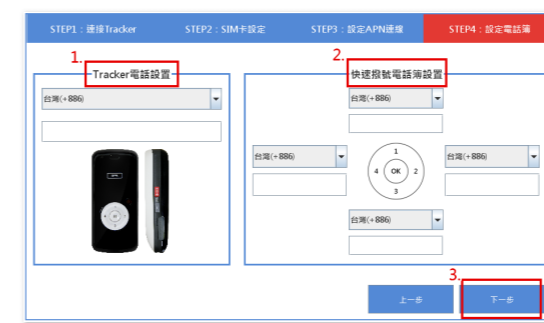 STEP1：連接Tracker
STEP2：SIM卡設定
STEP3：設定APN連線
STEP4：設定電話簿
1.
Tracker電話設置
台灣(+886)
2.
快速撥號電話簿設置
台灣(+886)
台灣(+886)
1
4 OK 2
3
台灣(+886)
台灣(+886)
3.
上一步
下一步